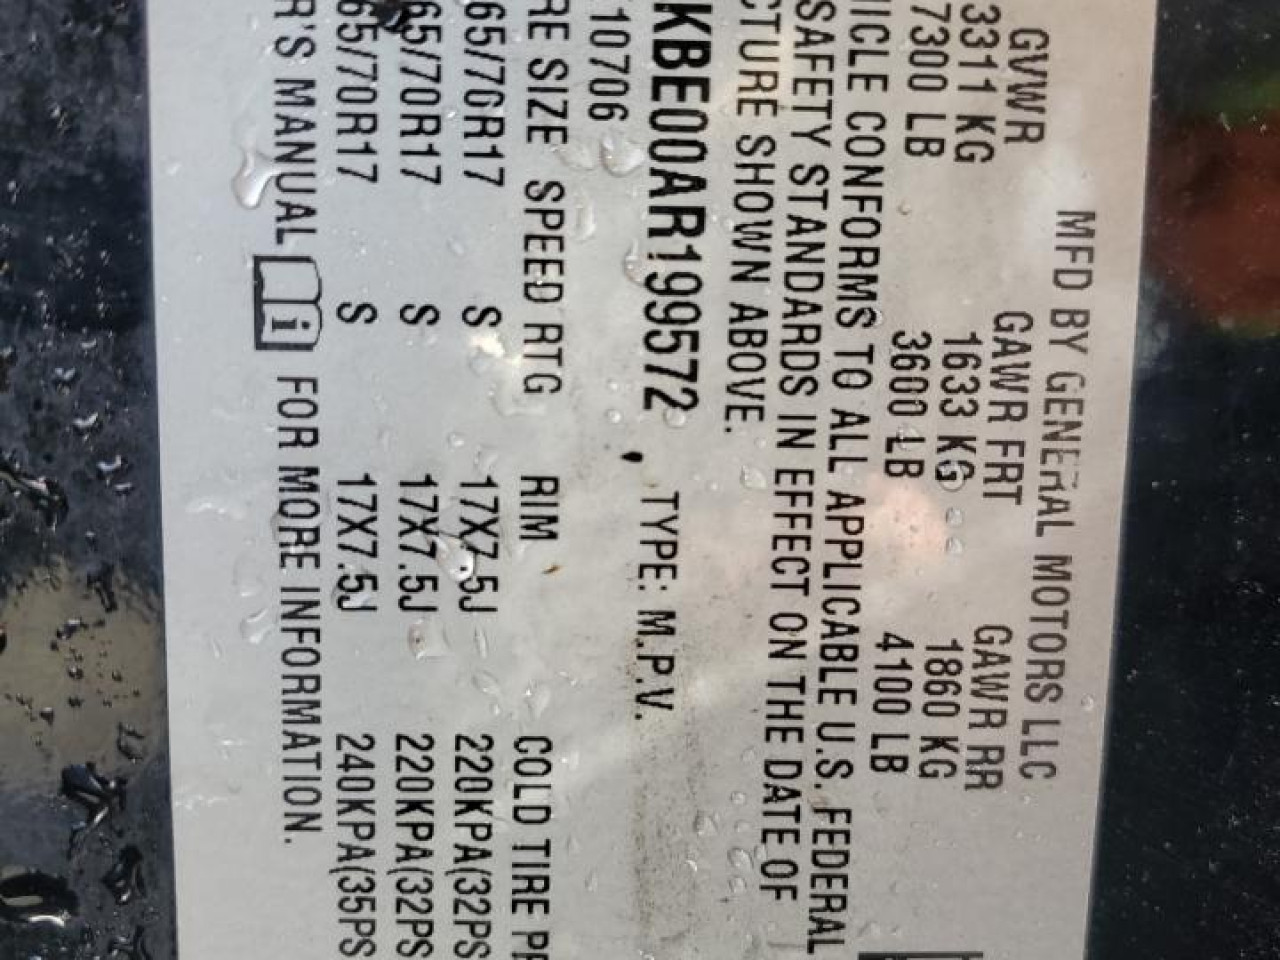 MFD BY GENERAL MOTORS LLC
GVWR GAWR FRT GAWR RR
3311 KG 1633 KG 1860 KG
7300 LB 3600 LB 4100 LB
HICLE CONFORMS TO ALL APPLICABLE U.S. FEDERAL
SAFETY STANDARDS IN EFFECT ON THE DATE OF
CTURE SHOWN ABOVE.
KBE00AR199572 , TYPE: M.P.V.
10706
RE SIZE SPEED RTG RIM COLD TIRE PR
65/70R17 S 17X7.5J 220KPA(32PS
65/70R17 S 17X7.5J 220KPA(32PS
65/70R17 S 17X7.5J 240KPA(35PS
R'S MANUAL i FOR MORE INFORMATION.